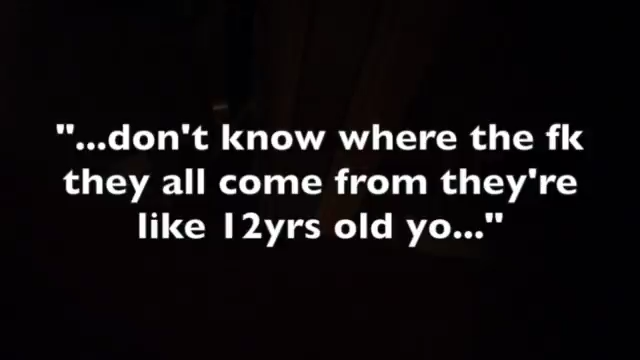 "...don't know where the fk
they all come from they're
like 12yrs old yo..."